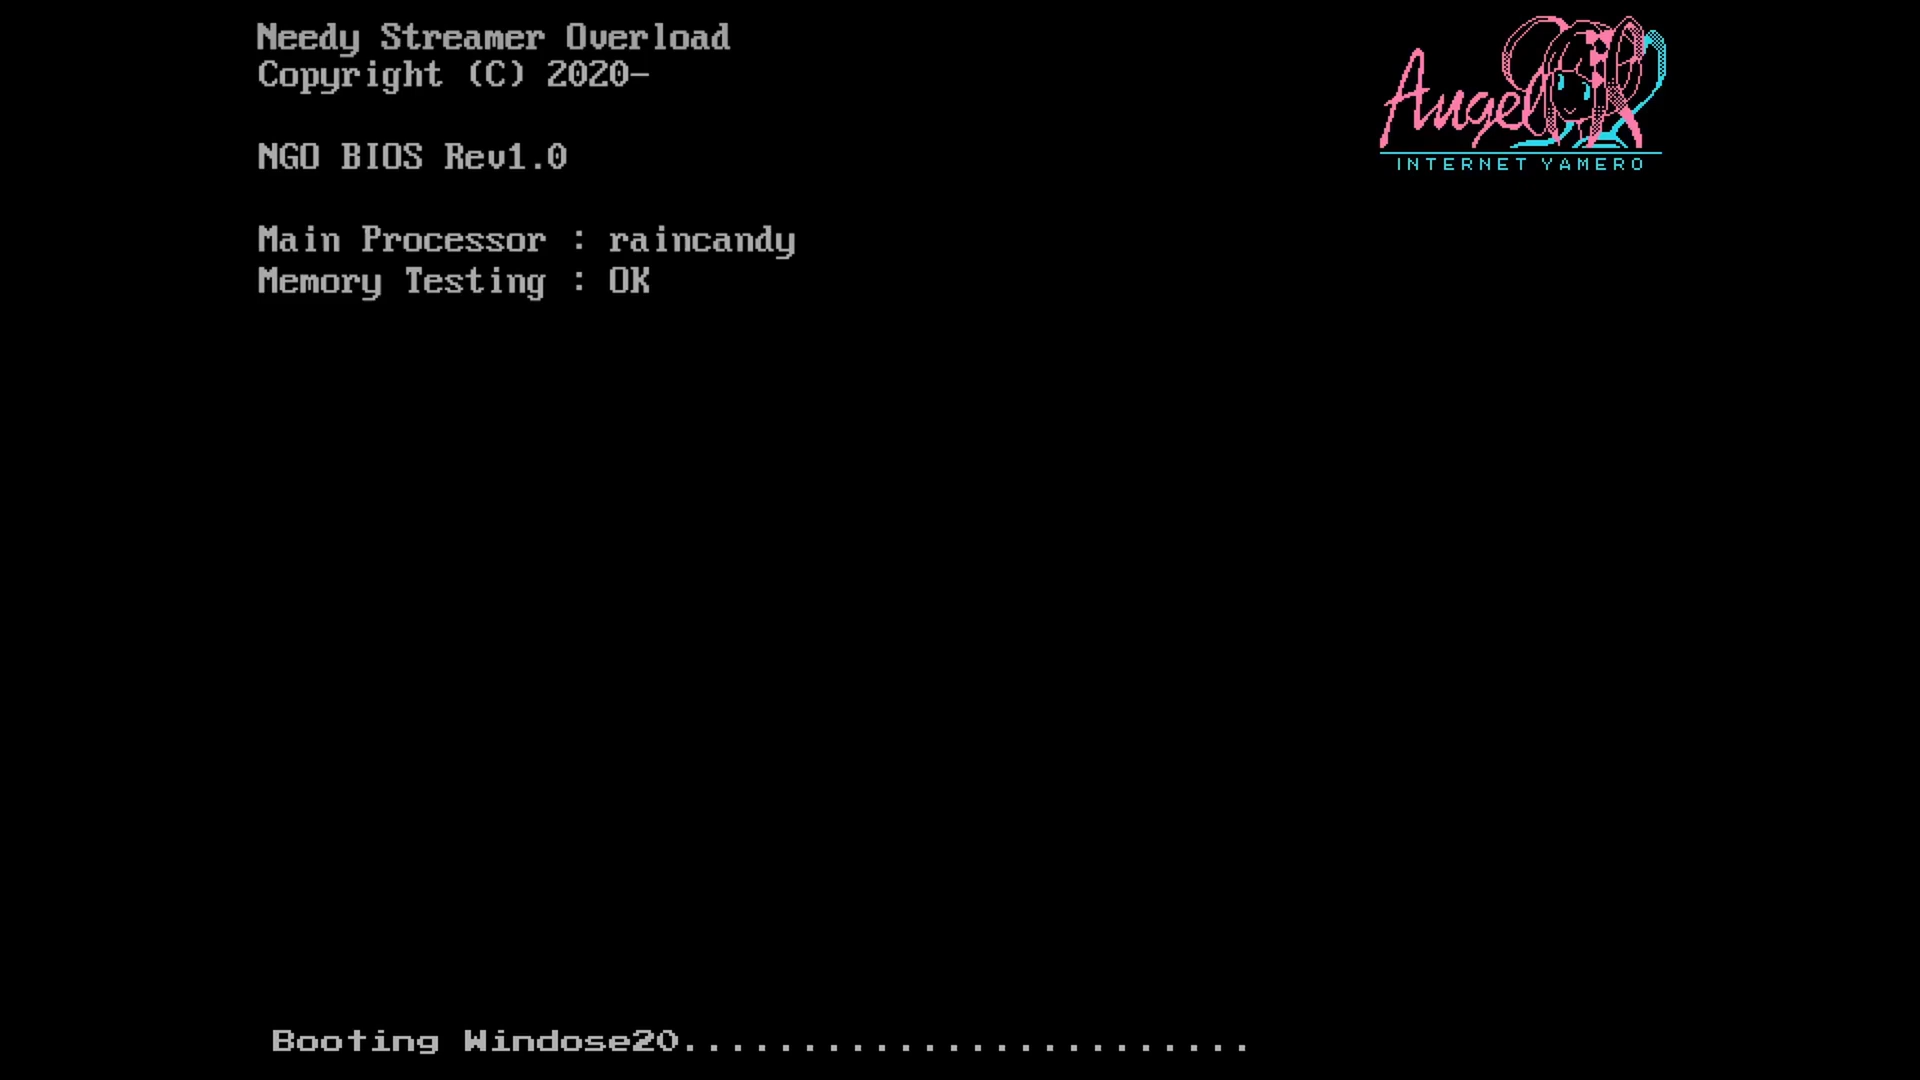 Needy Streamer Overload
Copyright (C) 2020-
Angel
INTERNET YAMERO
NGO BIOS Rev1.0
Main Processor : raincandy
Memory Testing : OK
Booting Windose20........................